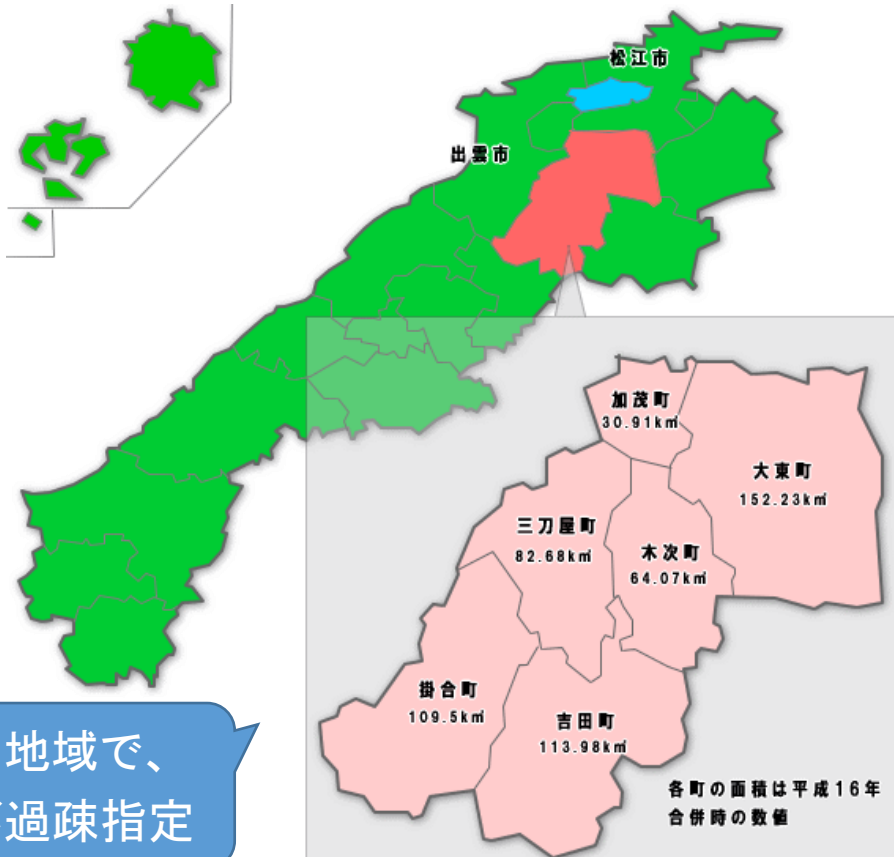 松江市
出雲市
加茂町
30.91k㎡
大東町
152.23k㎡
三刀屋町
82.68k㎡
木次町
64.07k㎡
掛合町
109.5k㎡
吉田町
113.98k㎡
地域で、
過疎指定
各町の面積は平成16年
合併時の数値